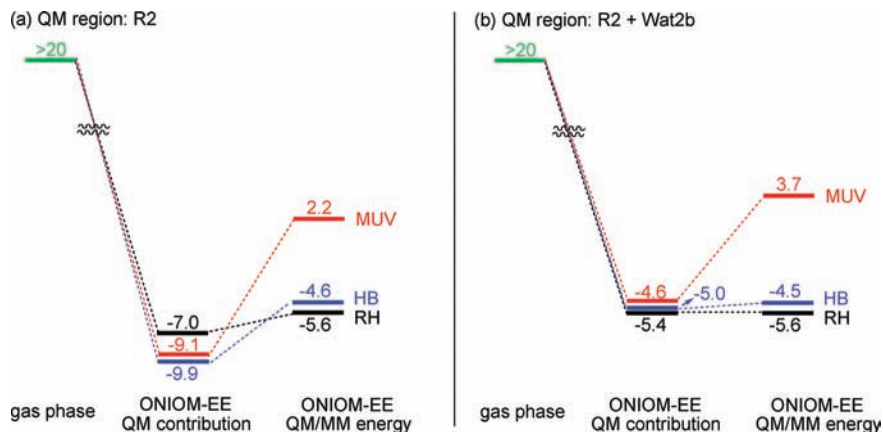 (a) QM region: R2
>20
2.2
MUV
-4.6
HB
-7.0
RH
-5.6
-9.1
-9.9
gas phase
ONIOM-EE
QM contribution
ONIOM-EE
QM/MM energy
(b) QM region: R2 + Wat2b
>20
3.7
MUV
-4.6
-5.0
-4.5
HB
RH
-5.4
-5.6
gas phase
ONIOM-EE
QM contribution
ONIOM-EE
QM/MM energy